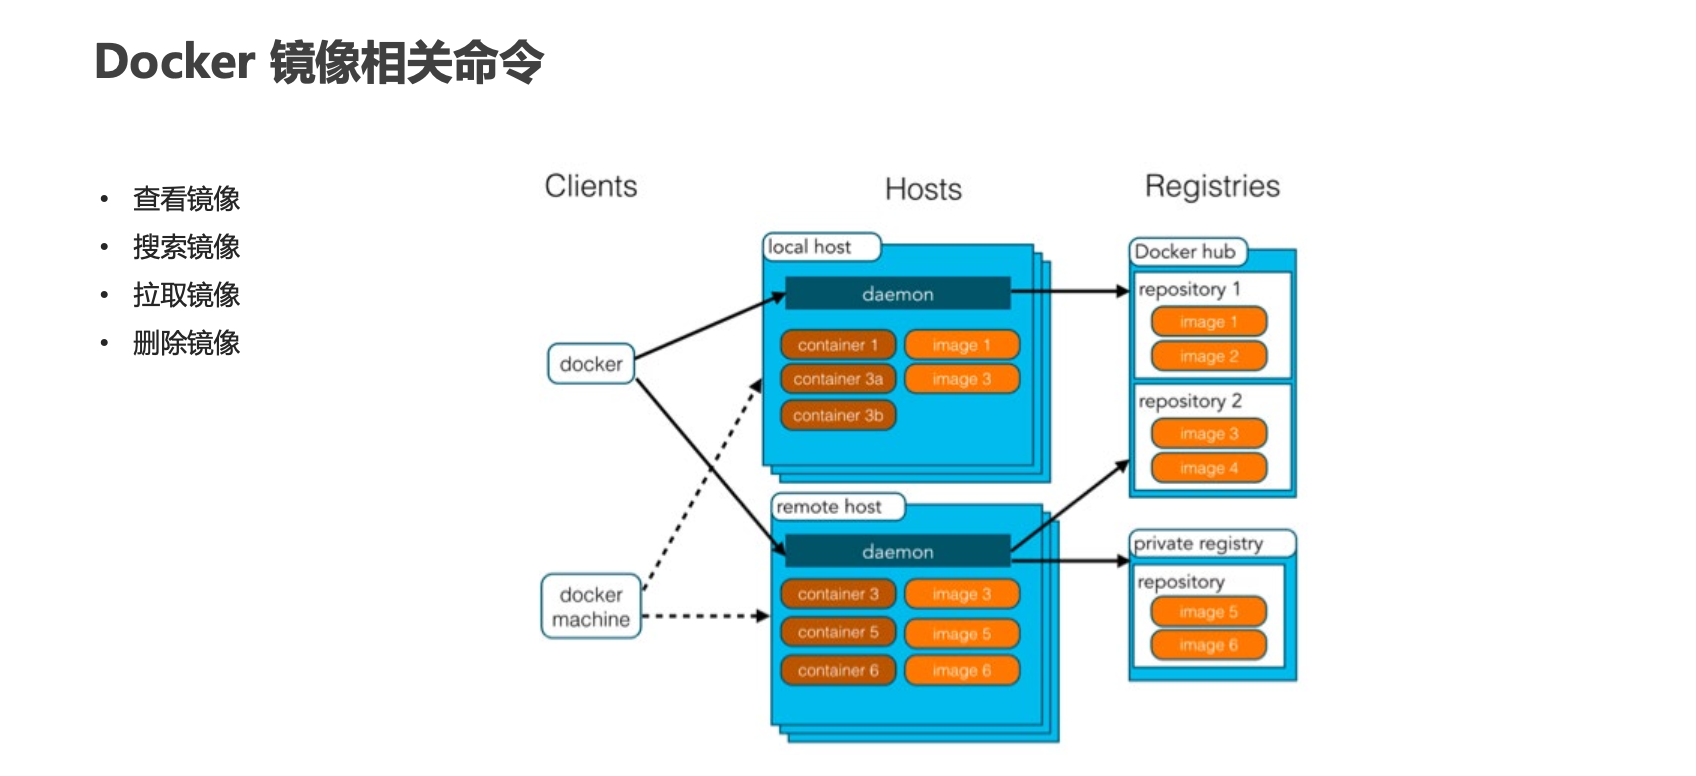 Docker 镜像相关命令
• 查看镜像
• 搜索镜像
• 拉取镜像
• 删除镜像
Clients
Hosts
Registries
docker
docker
machine
local host
daemon
container 1
image 1
container 3a
image 3
container 3b
remote host
daemon
container 3
image 3
container 5
image 5
container 6
image 6
Docker hub
repository 1
image 1
image 2
repository 2
image 3
image 4
private registry
repository
image 5
image 6